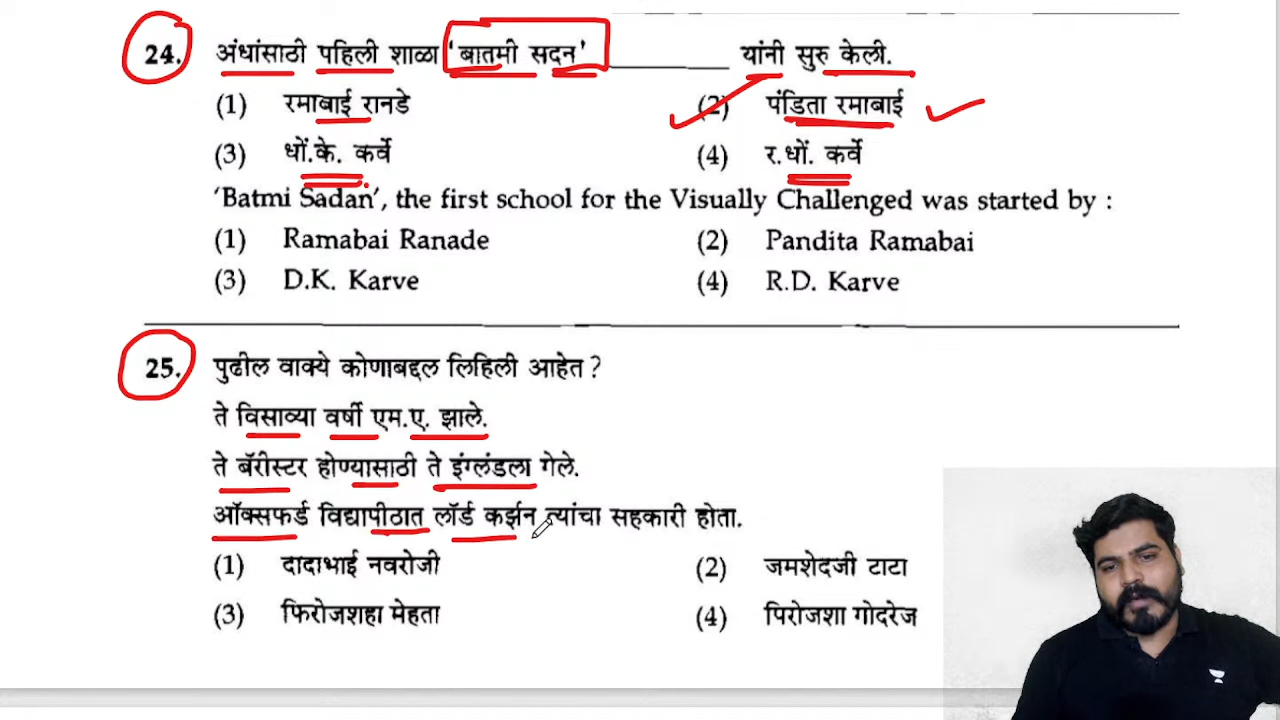 24. अंधांसाठी पहिली शाळा 'बातमी सदन' ________ यांनी सुरु केली.
(1) रमाबाई रानडे (2) पंडिता रमाबाई
(3) धों.के. कर्वे (4) र.धों. कर्वे
'Batmi Sadan', the first school for the Visually Challenged was started by :
(1) Ramabai Ranade (2) Pandita Ramabai
(3) D.K. Karve (4) R.D. Karve
25. पुढील वाक्ये कोणाबद्दल लिहिली आहेत ?
ते विसाव्या वर्षी एम.ए. झाले.
ते बॅरीस्टर होण्यासाठी ते इंग्लंडला गेले.
ऑक्सफर्ड विद्यापीठात लॉर्ड कर्झन त्यांचा सहकारी होता.
(1) दादाभाई नवरोजी (2) जमशेदजी टाटा
(3) फिरोजशहा मेहता (4) पिरोजशा गोदरेज